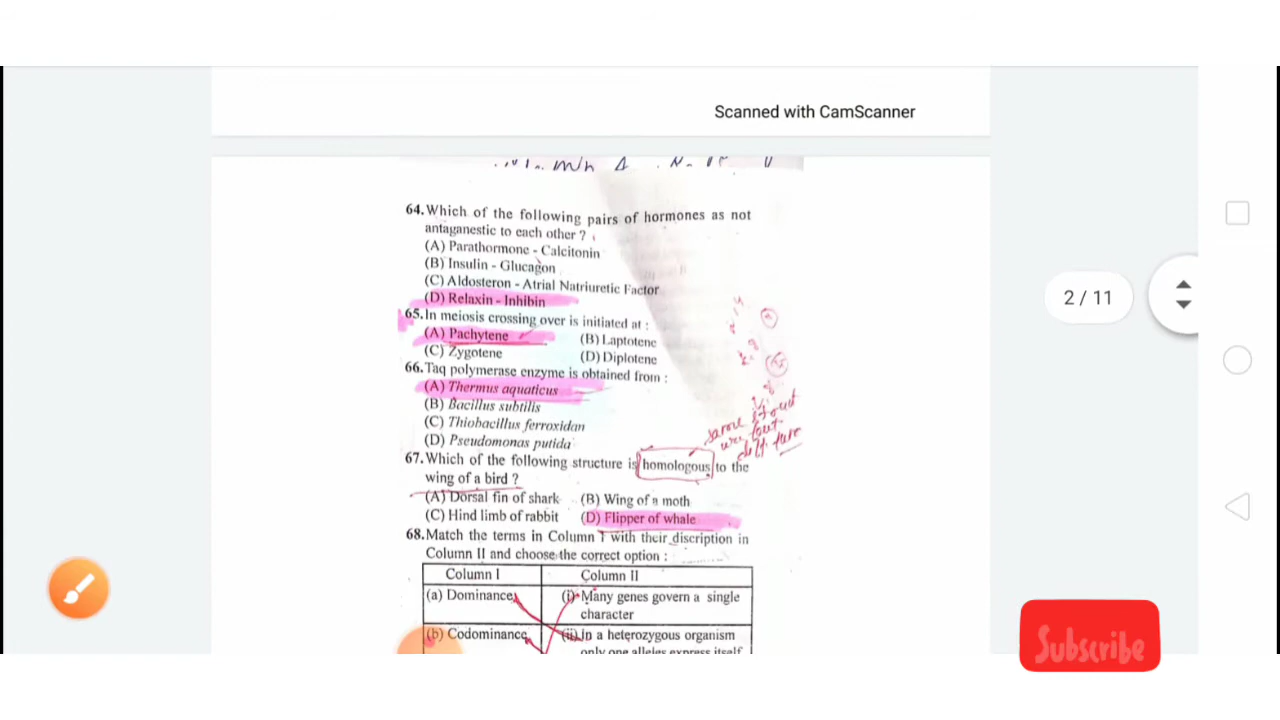 Scanned with CamScanner
64. Which of the following pairs of hormones as not
antaganestic to each other ?
(A) Parathormone - Calcitonin
(B) Insulin - Glucagon
(C) Aldosteron - Atrial Natriuretic Factor
(D) Relaxin - Inhibin
65. In meiosis crossing over is initiated at :
(A) Pachytene (B) Laptotene
(C) Zygotene (D) Diplotene
66. Taq polymerase enzyme is obtained from :
(A) Thermus aquaticus
(B) Bacillus subtilis
(C) Thiobacillus ferroxidan
(D) Pseudomonas putida
67. Which of the following structure is homologous to the
wing of a bird ?
(A) Dorsal fin of shark (B) Wing of a moth
(C) Hind limb of rabbit (D) Flipper of whale
68. Match the terms in Column I with their discription in
Column II and choose the correct option :
Column I Column II
(a) Dominance (i) Many genes govern a single
character
(b) Codominance (ii) In a heterozygous organism
only one alleles express itself
same
2 / 11
Subscribe